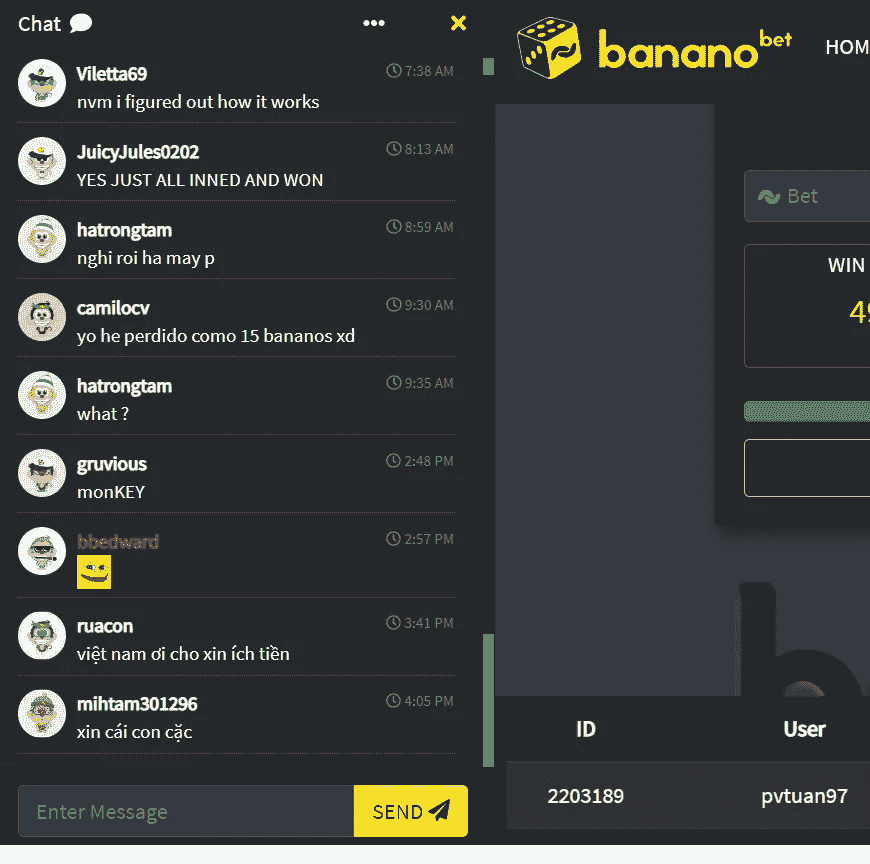 Chat
Viletta69 7:38 AM
nvm i figured out how it works
JuicyJules0202 8:13 AM
YES JUST ALL INNED AND WON
hatrongtam 8:59 AM
nghi roi ha may p
camilocv 9:30 AM
yo he perdido como 15 bananos xd
hatrongtam 9:35 AM
what ?
gruvious 2:48 PM
monKEY
bbedward 2:57 PM
ruacon 3:41 PM
việt nam ơi cho xin ích tiền
mihtam301296 4:05 PM
xin cái con cặc
Enter Message
SEND
banano bet
HOM
Bet
WIN
49
ID User
2203189 pvtuan97